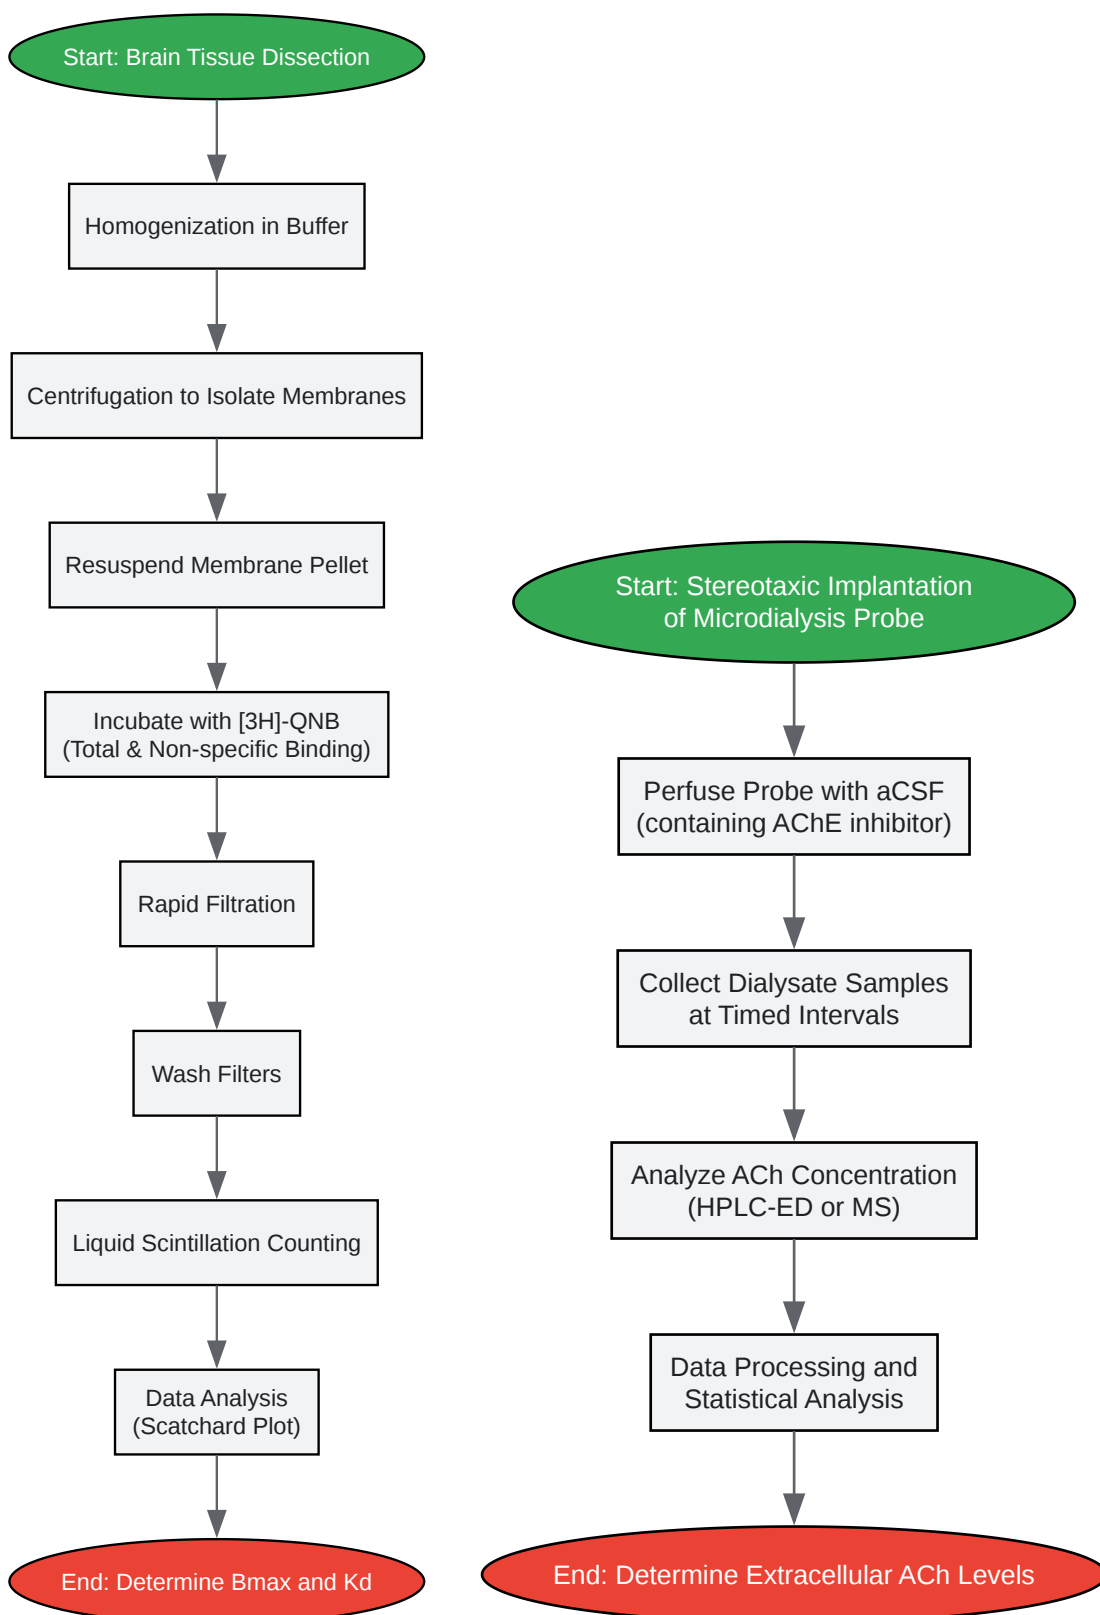 Start: Brain Tissue Dissection
Homogenization in Buffer
Centrifugation to Isolate Membranes
Resuspend Membrane Pellet
Incubate with [3H]-QNB
(Total & Non-specific Binding)
Rapid Filtration
Wash Filters
Liquid Scintillation Counting
Data Analysis
(Scatchard Plot)
End: Determine Bmax and Kd
Start: Stereotaxic Implantation
of Microdialysis Probe
Perfuse Probe with aCSF
(containing AChE inhibitor)
Collect Dialysate Samples
at Timed Intervals
Analyze ACh Concentration
(HPLC-ED or MS)
Data Processing and
Statistical Analysis
End: Determine Extracellular ACh Levels